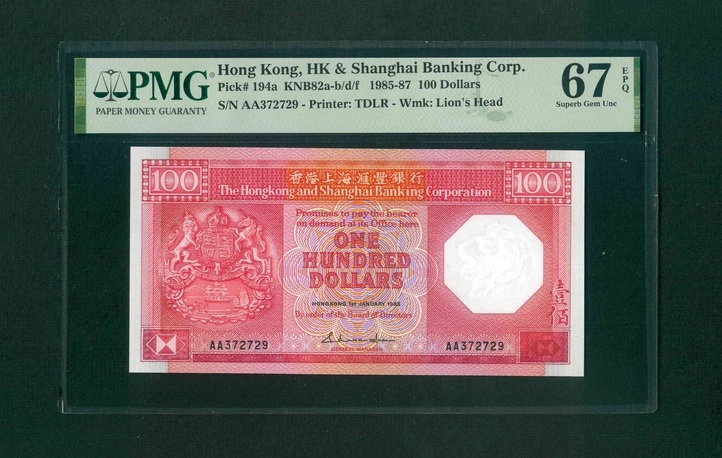 PMG
PAPER MONEY GUARANTY
Hong Kong, HK & Shanghai Banking Corp.
Pick# 194a KNB82a-b/d/f 1985-87 100 Dollars
S/N AA372729 - Printer: TDLR - Wmk: Lion's Head
67
EPQ
Superb Gem Unc
100
香港上海滙豐銀行
100
The Hongkong and Shanghai Banking Corporation
Promises to pay the bearer
on demand at its Office here
ONE
HUNDRED
DOLLARS
HONGKONG 1st JANUARY 1985
By order of the Board of Directors
壹佰
AA372729
GENERAL MANAGER
AA372729